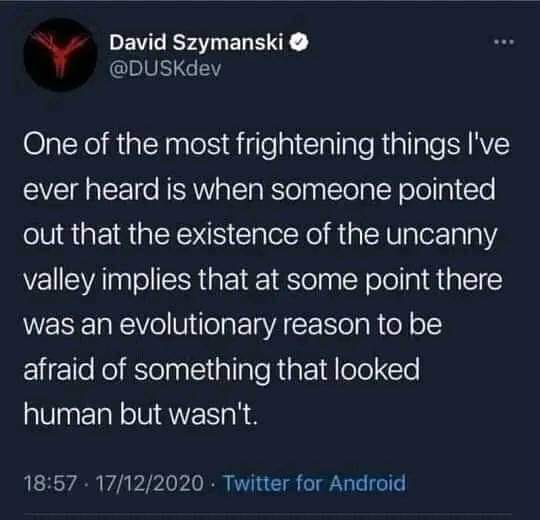 David Szymanski
@DUSKdev
One of the most frightening things I've
ever heard is when someone pointed
out that the existence of the uncanny
valley implies that at some point there
was an evolutionary reason to be
afraid of something that looked
human but wasn't.
18:57 · 17/12/2020 · Twitter for Android